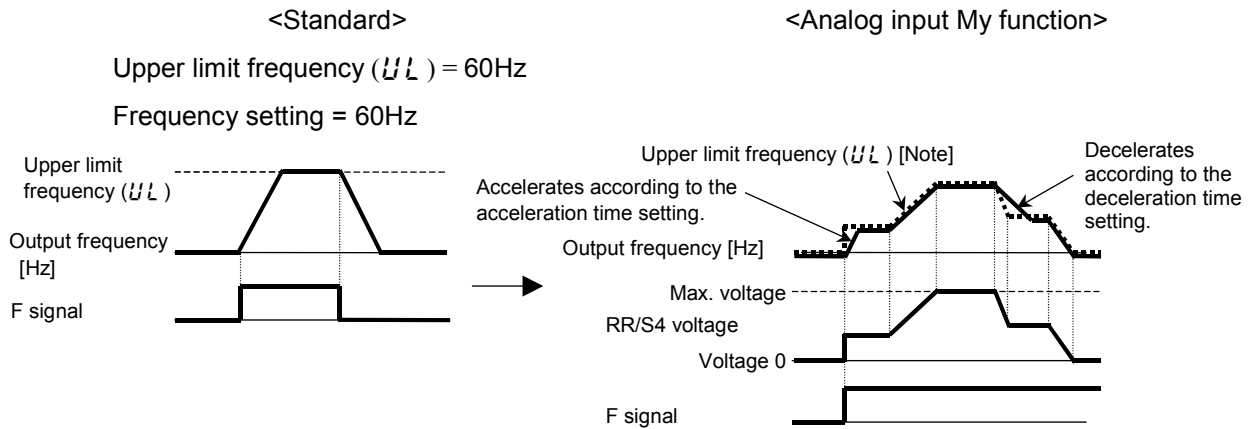 <Standard>
Upper limit frequency (UL) = 60Hz
Frequency setting = 60Hz
Upper limit
frequency (UL)
Output frequency
[Hz]
F signal
<Analog input My function>
Upper limit frequency (UL) [Note]
Accelerates according to the
acceleration time setting.
Decelerates
according to the
deceleration time
setting.
Output frequency [Hz]
Max. voltage
RR/S4 voltage
Voltage 0
F signal